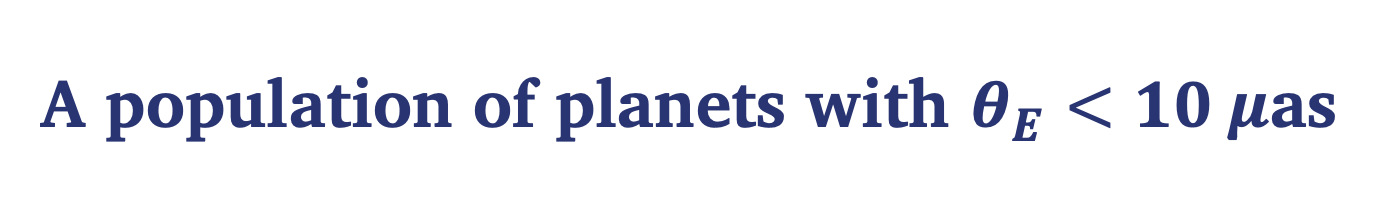 A population of planets with θ_E < 10 μas